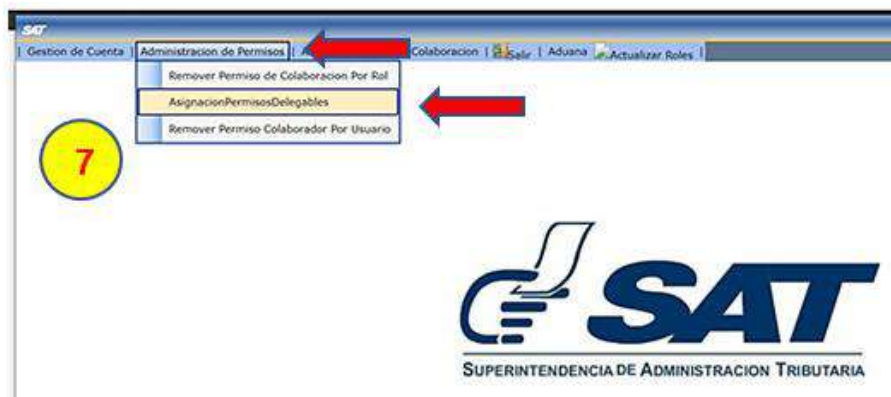 SAT
| Gestion de Cuenta | Administracion de Permisos | Colaboracion | Salir | Aduana Actualizar Roles |
Remover Permiso de Colaboracion Por Rol
AsignacionPermisosDelegables
Remover Permiso Colaborador Por Usuario
7
SAT
SUPERINTENDENCIA DE ADMINISTRACION TRIBUTARIA